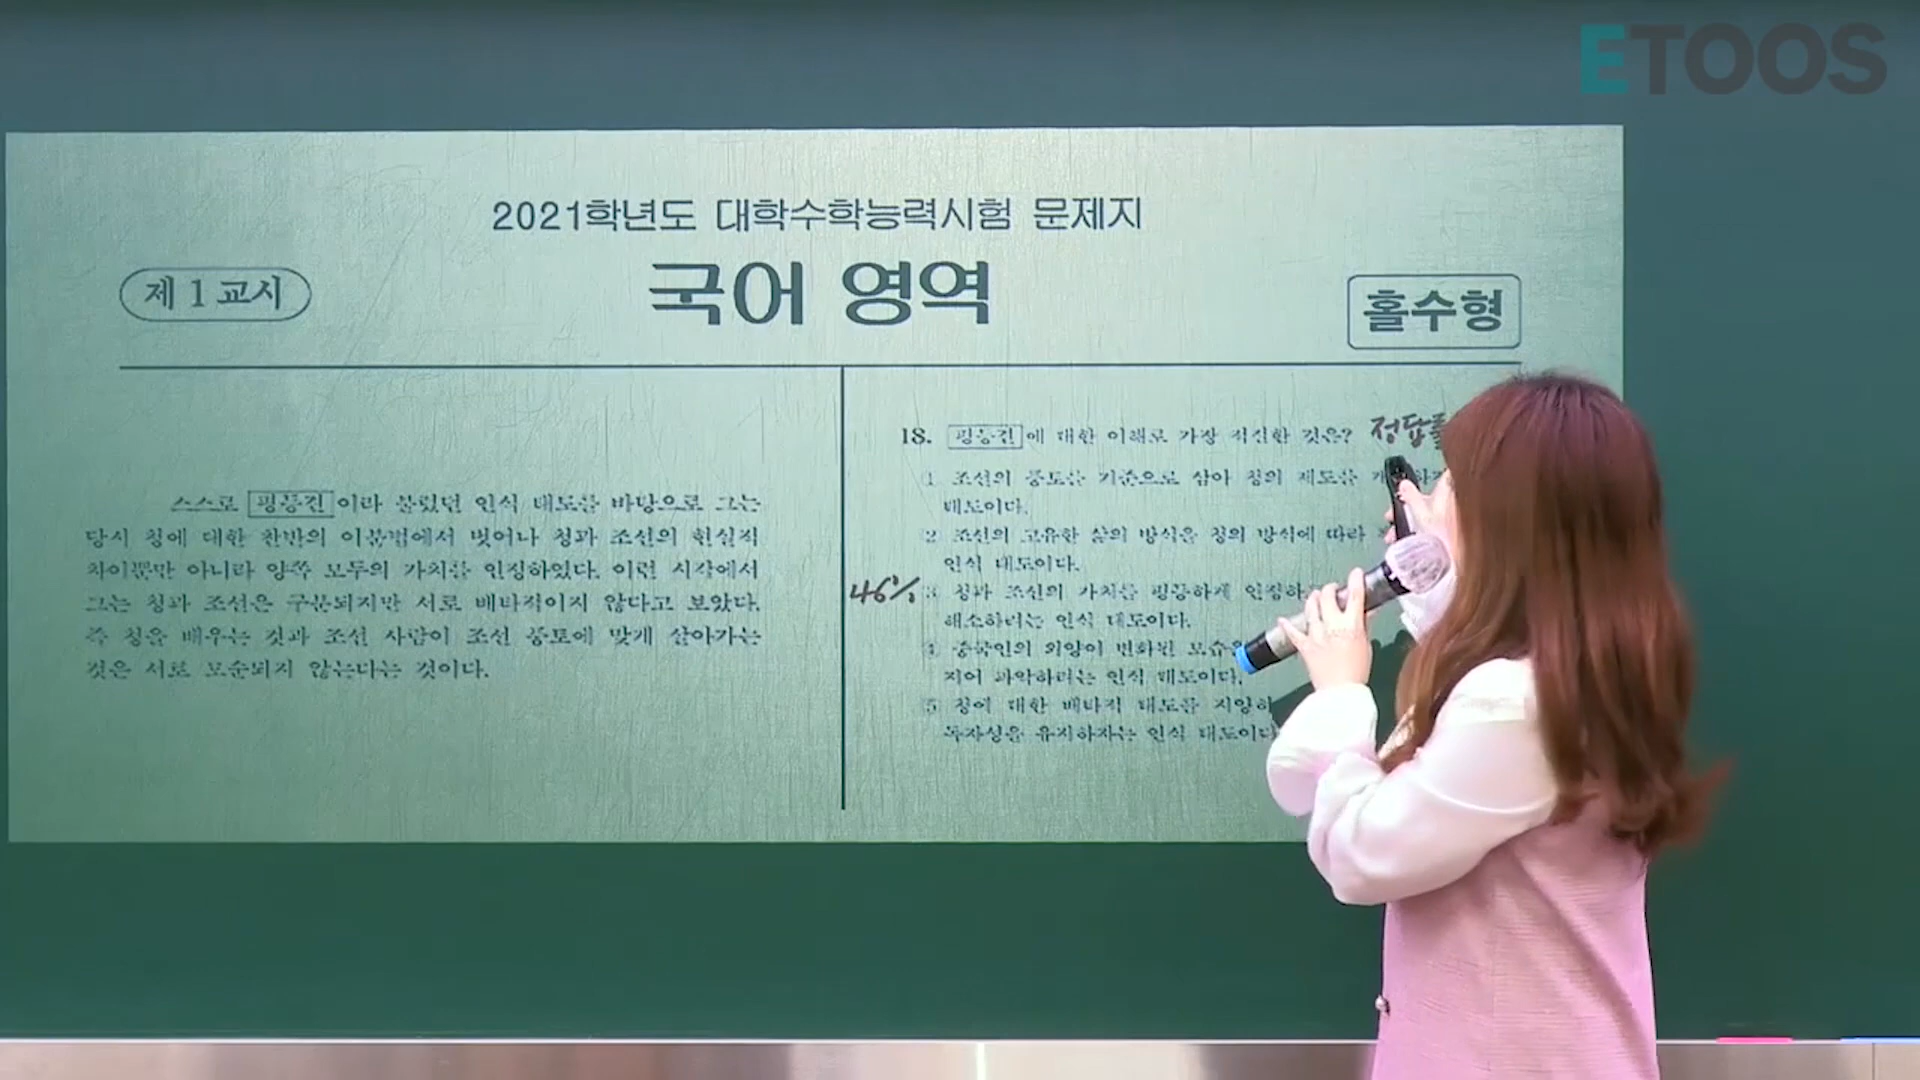 ETOOS
2021학년도 대학수학능력시험 문제지
제 1 교시
국어 영역
홀수형
스스로 평등견 이라 불렀던 인식 태도를 바탕으로 그는
당시 청에 대한 찬반의 이분법에서 벗어나 청과 조선의 현실적
차이뿐만 아니라 양쪽 모두의 가치를 인정하였다. 이런 시각에서
그는 청과 조선은 구분되지만 서로 배타적이지 않다고 보았다.
즉 청을 배우는 것과 조선 사람이 조선 풍토에 맞게 살아가는
것은 서로 모순되지 않는다는 것이다.
18. 평등견 에 대한 이해로 가장 적절한 것은? 정답
① 조선의 풍토를 기준으로 삼아 청의 제도를
태도이다.
② 조선의 고유한 삶의 방식을 청의 방식에 따라
인식 태도이다.
46% ③ 청과 조선의 가치를 평등하게 인정하
해소하려는 인식 태도이다.
④ 중국인의 외양이 변화된 모습을
지어 파악하려는 인식 태도이다.
⑤ 청에 대한 배타적 태도를 지양하
독자성을 유지하자는 인식 태도이다